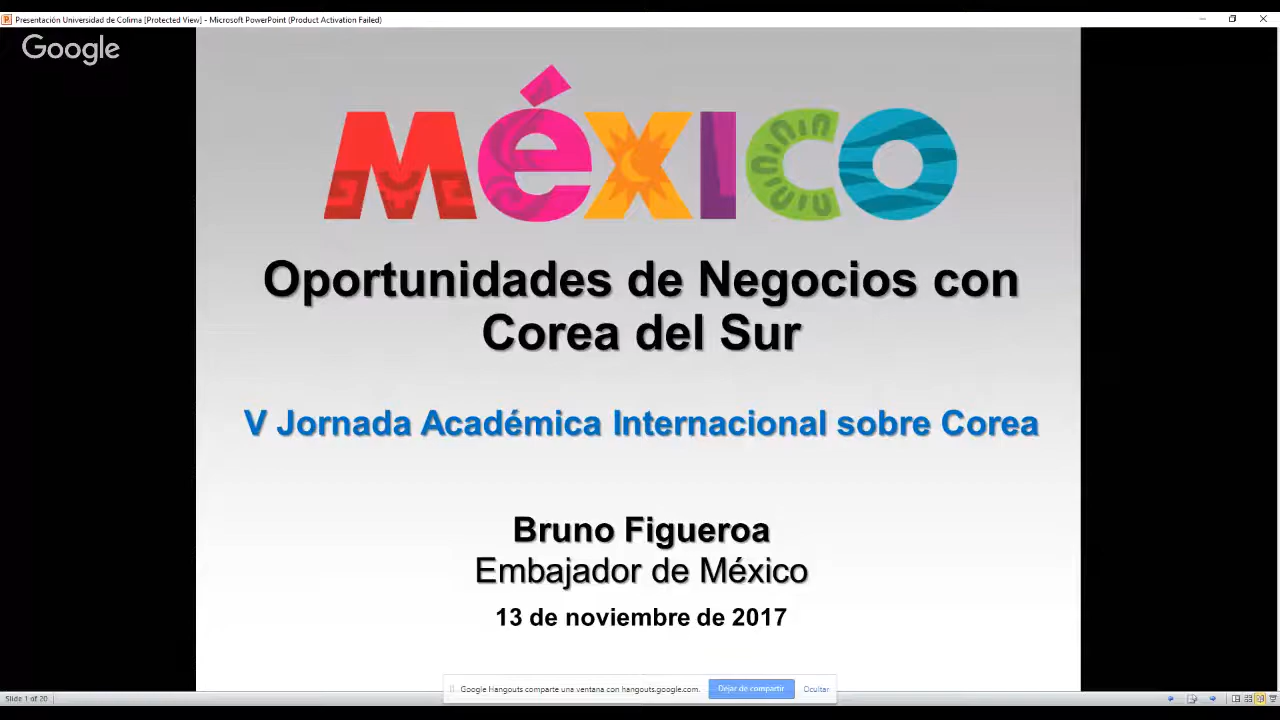 Presentación Universidad de Colima [Protected View] - Microsoft PowerPoint (Product Activation Failed)
Google
MéXICO
Oportunidades de Negocios con
Corea del Sur
V Jornada Académica Internacional sobre Corea
Bruno Figueroa
Embajador de México
13 de noviembre de 2017
Google Hangouts comparte una ventana con hangouts.google.com. Dejar de compartir Ocultar
Slide 1 of 20